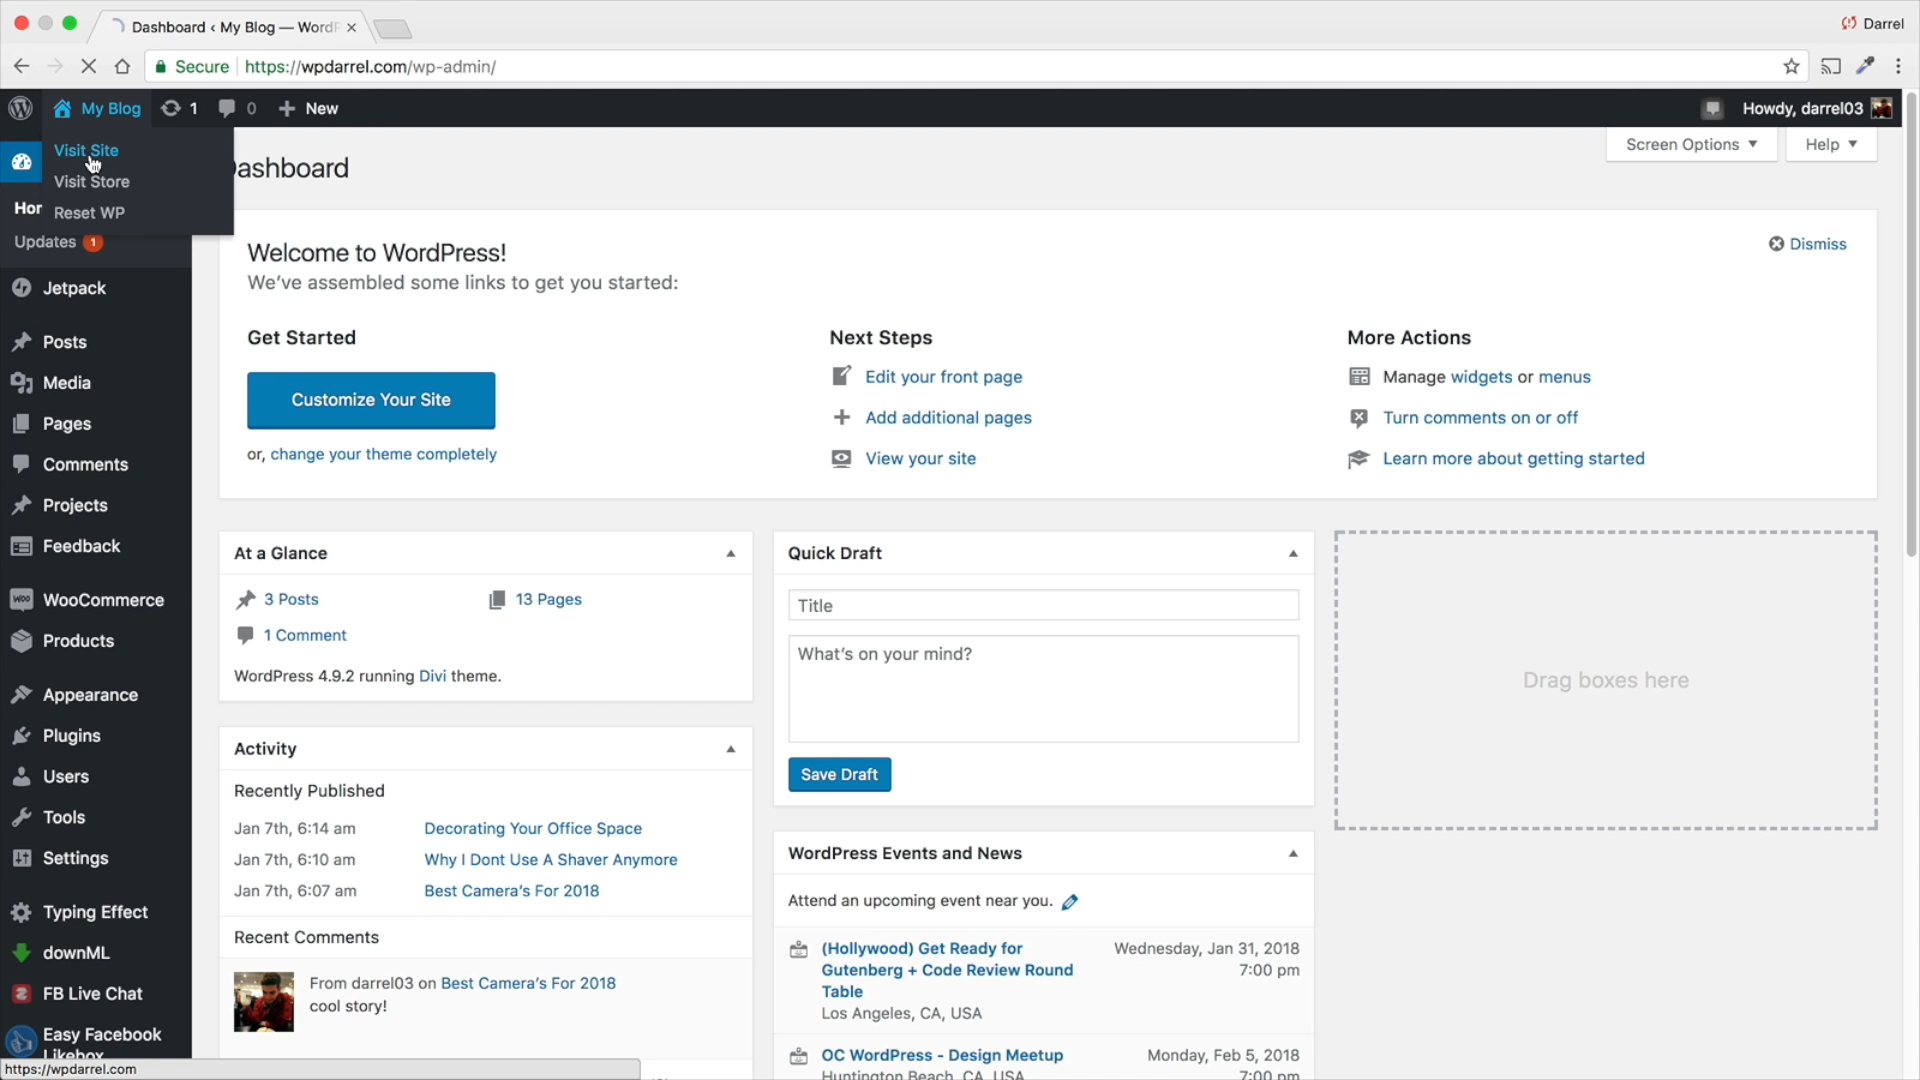 Dashboard ‹ My Blog — WordP
Darrel
Secure
https://wpdarrel.com/wp-admin/
My Blog
1
0
New
Howdy, darrel03
Visit Site
Visit Store
Reset WP
Hom
Updates 1
Jetpack
Posts
Media
Pages
Comments
Projects
Feedback
WooCommerce
Products
Appearance
Plugins
Users
Tools
Settings
Typing Effect
downML
FB Live Chat
Easy Facebook
Likebox
https://wpdarrel.com
Dashboard
Screen Options
Help
Welcome to WordPress!
We’ve assembled some links to get you started:
Dismiss
Get Started
Customize Your Site
or, change your theme completely
Next Steps
Edit your front page
Add additional pages
View your site
More Actions
Manage widgets or menus
Turn comments on or off
Learn more about getting started
At a Glance
3 Posts
13 Pages
1 Comment
WordPress 4.9.2 running Divi theme.
Activity
Recently Published
Jan 7th, 6:14 am Decorating Your Office Space
Jan 7th, 6:10 am Why I Dont Use A Shaver Anymore
Jan 7th, 6:07 am Best Camera’s For 2018
Recent Comments
From darrel03 on Best Camera’s For 2018
cool story!
Quick Draft
Title
What’s on your mind?
Save Draft
WordPress Events and News
Attend an upcoming event near you.
(Hollywood) Get Ready for
Gutenberg + Code Review Round
Table
Los Angeles, CA, USA
Wednesday, Jan 31, 2018
7:00 pm
OC WordPress - Design Meetup
Huntington Beach, CA, USA
Monday, Feb 5, 2018
7:00 pm
Drag boxes here